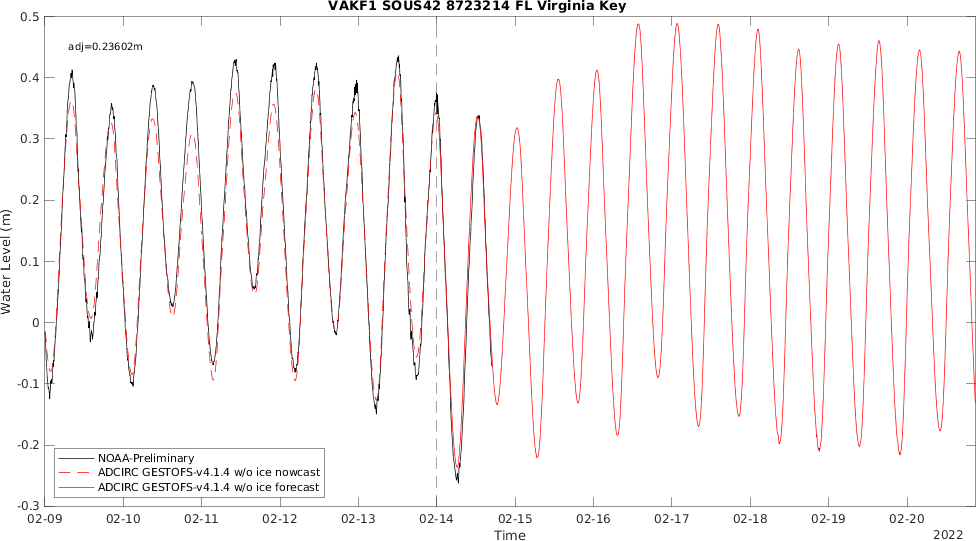 VAKF1 SOUS42 8723214 FL Virginia Key
adj=0.23602m
0.5
0.4
0.3
0.2
0.1
0
-0.1
-0.2
-0.3
Water Level (m)
NOAA-Preliminary
ADCIRC GESTOFS-v4.1.4 w/o ice nowcast
ADCIRC GESTOFS-v4.1.4 w/o ice forecast
02-09 02-10 02-11 02-12 02-13 02-14 02-15 02-16 02-17 02-18 02-19 02-20
Time
2022